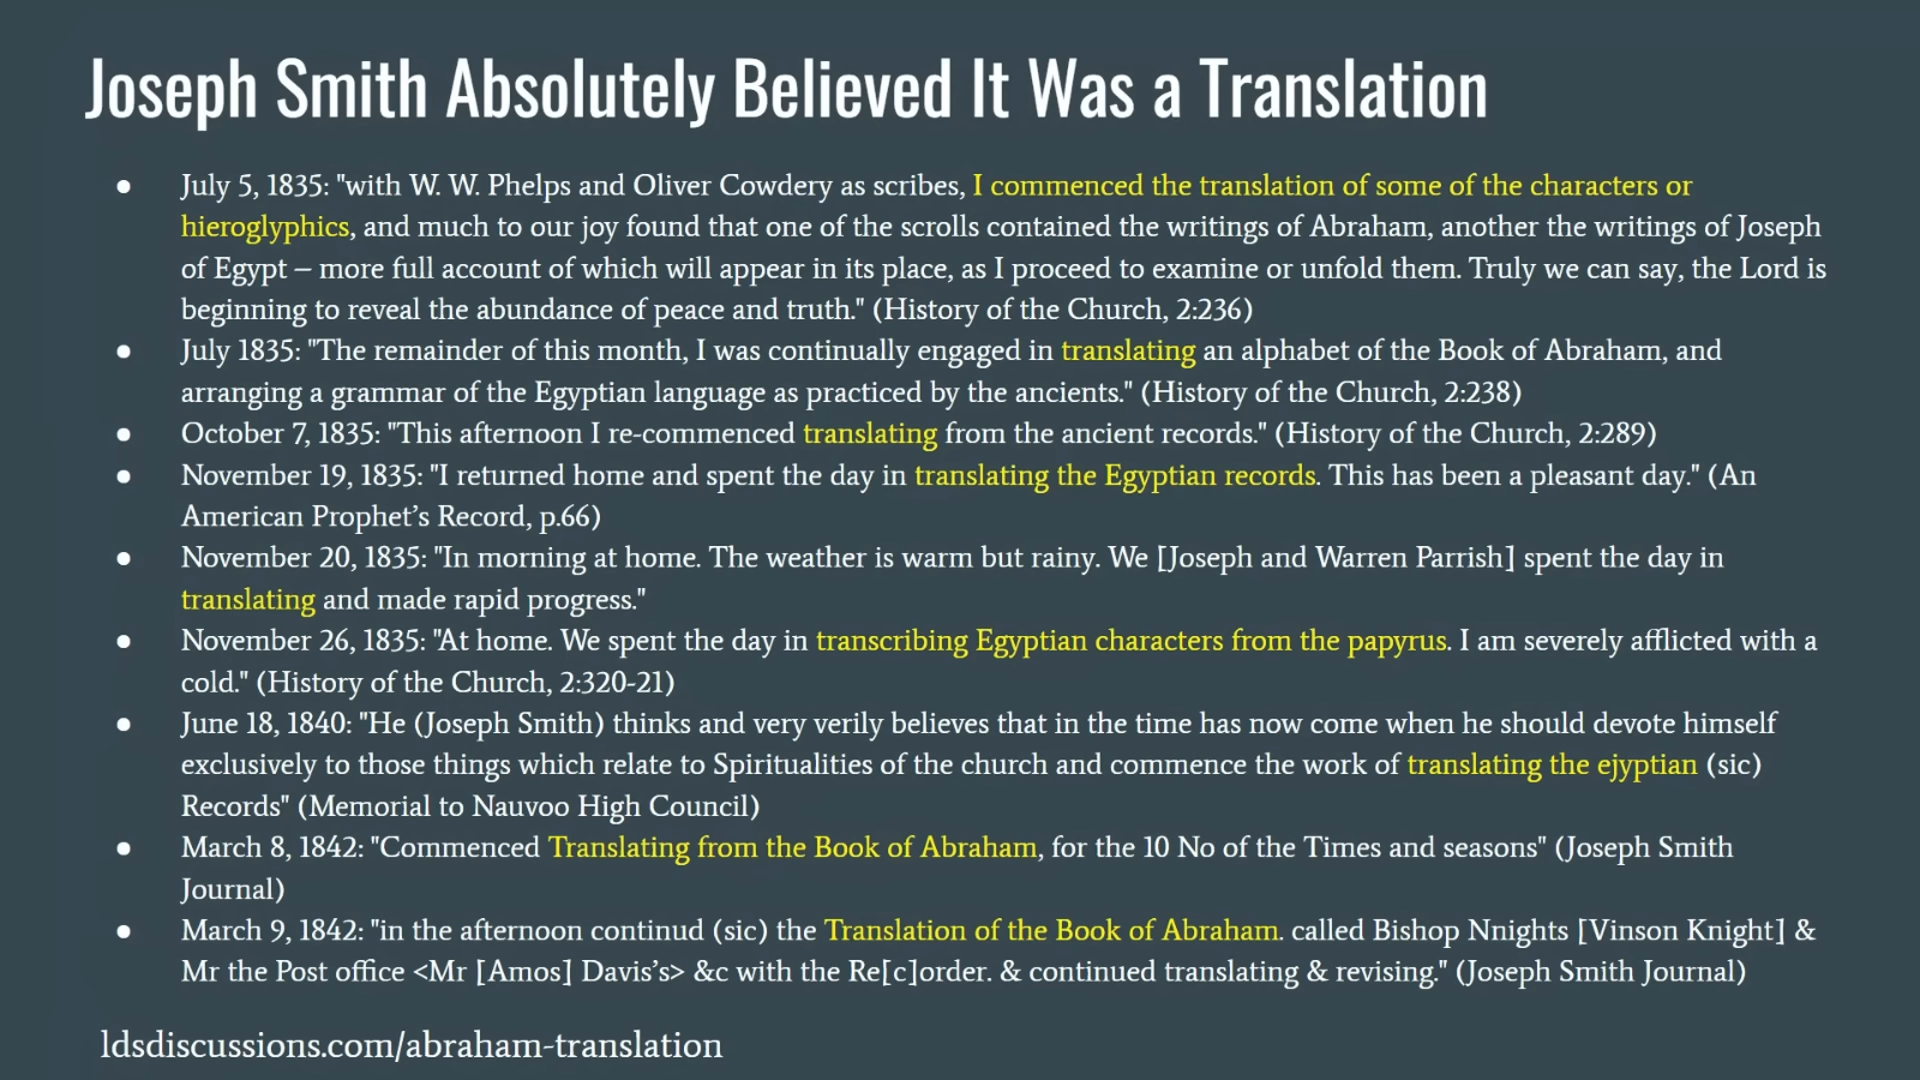 Joseph Smith Absolutely Believed It Was a Translation
● July 5, 1835: "with W. W. Phelps and Oliver Cowdery as scribes, I commenced the translation of some of the characters or
hieroglyphics, and much to our joy found that one of the scrolls contained the writings of Abraham, another the writings of Joseph
of Egypt – more full account of which will appear in its place, as I proceed to examine or unfold them. Truly we can say, the Lord is
beginning to reveal the abundance of peace and truth." (History of the Church, 2:236)
● July 1835: "The remainder of this month, I was continually engaged in translating an alphabet of the Book of Abraham, and
arranging a grammar of the Egyptian language as practiced by the ancients." (History of the Church, 2:238)
● October 7, 1835: "This afternoon I re-commenced translating from the ancient records." (History of the Church, 2:289)
● November 19, 1835: "I returned home and spent the day in translating the Egyptian records. This has been a pleasant day." (An
American Prophet's Record, p.66)
● November 20, 1835: "In morning at home. The weather is warm but rainy. We [Joseph and Warren Parrish] spent the day in
translating and made rapid progress."
● November 26, 1835: "At home. We spent the day in transcribing Egyptian characters from the papyrus. I am severely afflicted with a
cold." (History of the Church, 2:320-21)
● June 18, 1840: "He (Joseph Smith) thinks and very verily believes that in the time has now come when he should devote himself
exclusively to those things which relate to Spiritualities of the church and commence the work of translating the ejyptian (sic)
Records" (Memorial to Nauvoo High Council)
● March 8, 1842: "Commenced Translating from the Book of Abraham, for the 10 No of the Times and seasons" (Joseph Smith
Journal)
● March 9, 1842: "in the afternoon continud (sic) the Translation of the Book of Abraham. called Bishop Nnights [Vinson Knight] &
Mr the Post office <Mr [Amos] Davis's> &c with the Re[c]order. & continued translating & revising." (Joseph Smith Journal)
ldsdiscussions.com/abraham-translation